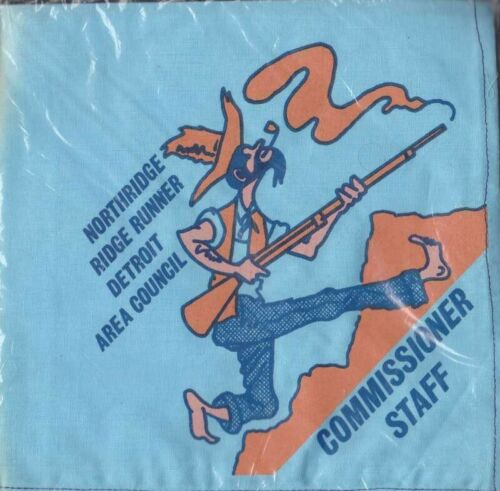 NORTHRIDGE
RIDGE RUNNER
DETROIT
AREA COUNCIL
COMMISSIONER
STAFF